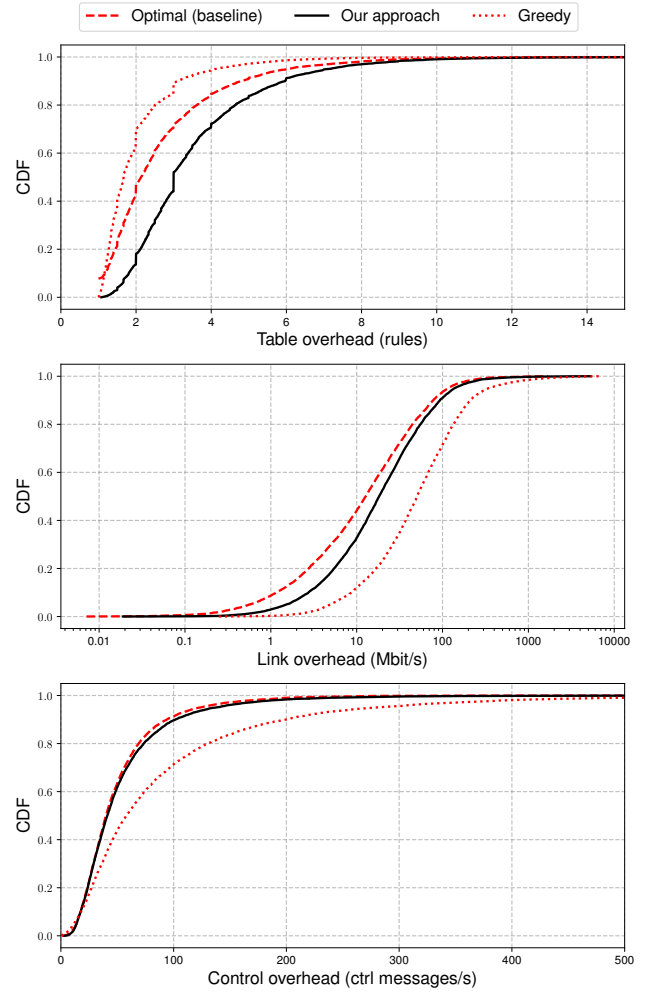 Optimal (baseline) Our approach Greedy
1.0
0.8
0.6
0.4
0.2
0.0
CDF
0 2 4 6 8 10 12 14
Table overhead (rules)
1.0
0.8
0.6
0.4
0.2
0.0
CDF
0.01 0.1 1 10 100 1000 10000
Link overhead (Mbit/s)
1.0
0.8
0.6
0.4
0.2
0.0
CDF
0 100 200 300 400 500
Control overhead (ctrl messages/s)